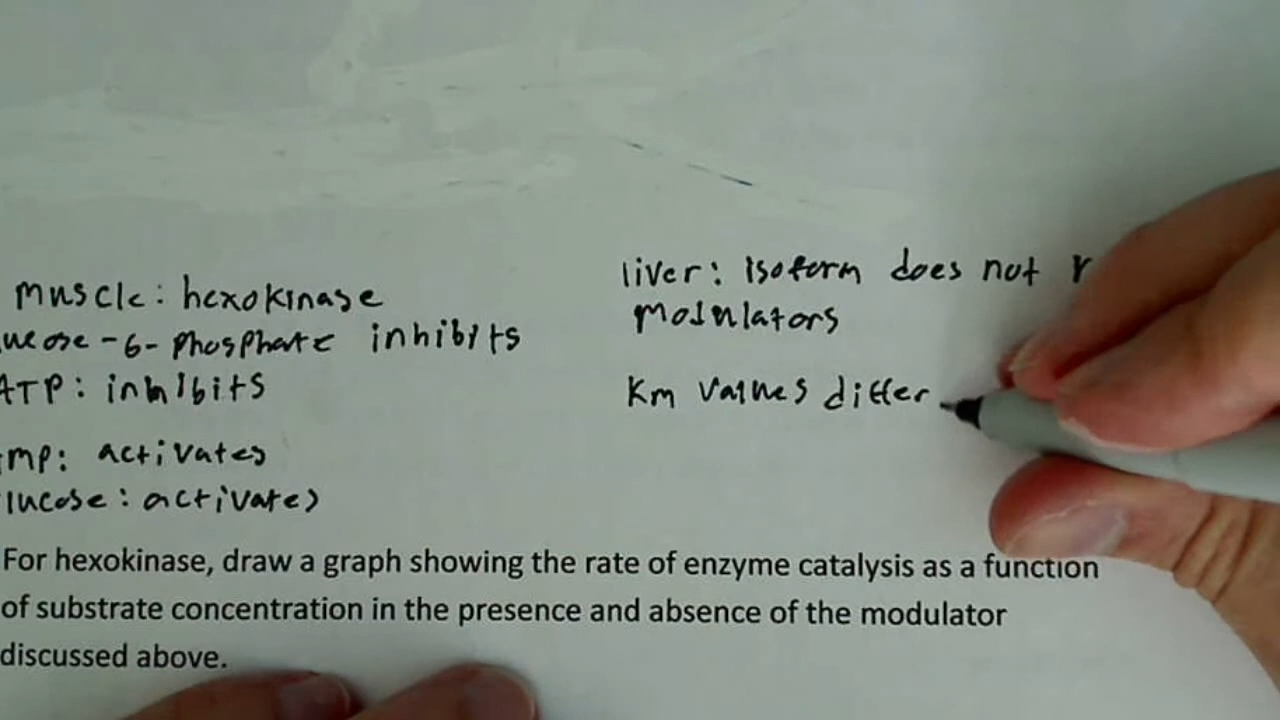 muscle: hexokinase
ucose-6-phosphate inhibits
ATP: inhibits
mp: activates
lucose: activates
liver: isoform does not r
modulators
Km values differ
For hexokinase, draw a graph showing the rate of enzyme catalysis as a function
of substrate concentration in the presence and absence of the modulator
discussed above.